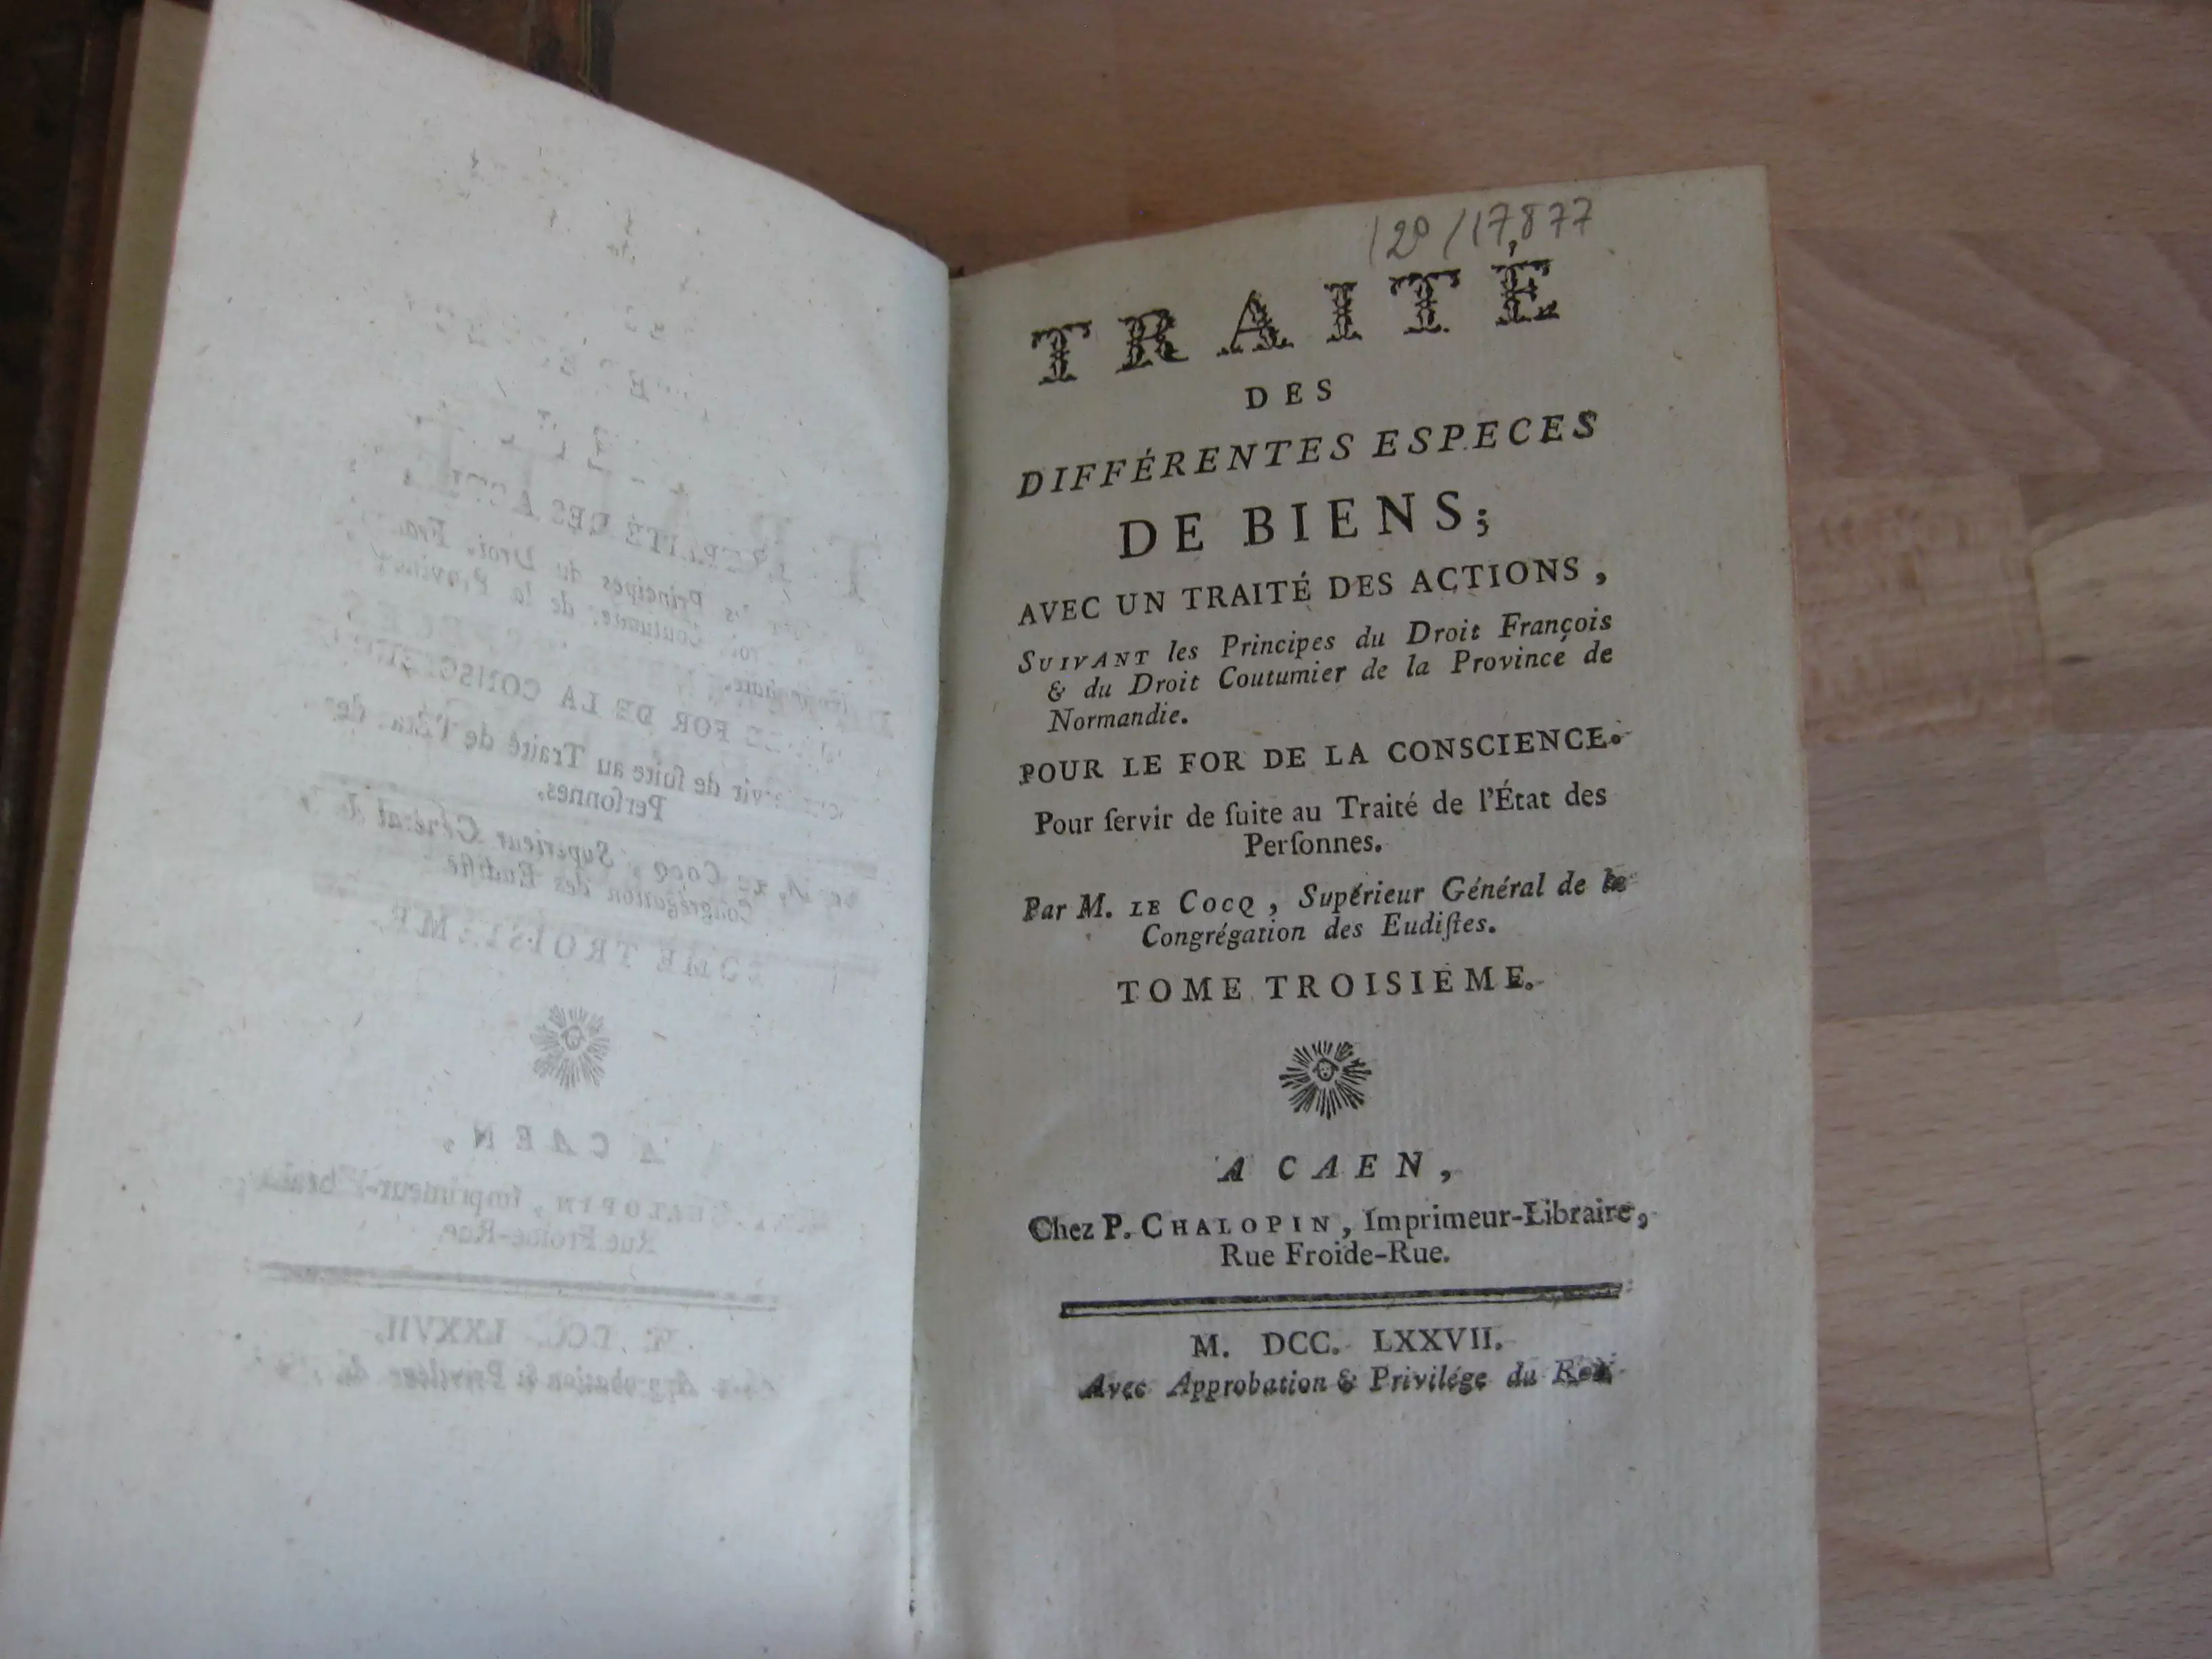 120/17,877
TRAITÉ
DES
DIFFÉRENTES ESPECES
DE BIENS;
AVEC UN TRAITÉ DES ACTIONS,
SUIVANT les Principes du Droit François
& du Droit Coutumier de la Province de
Normandie.
POUR LE FOR DE LA CONSCIENCE.
Pour ſervir de ſuite au Traité de l'État des
Perſonnes.
Par M. LE COCQ, Supérieur Général de la
Congrégation des Eudiſtes.
TOME TROISIÉME.
A CAEN,
Chez P. CHALOPIN, Imprimeur-Libraire,
Rue Froide-Rue.
M. DCC. LXXVII.
Avec Approbation & Privilége du Roi